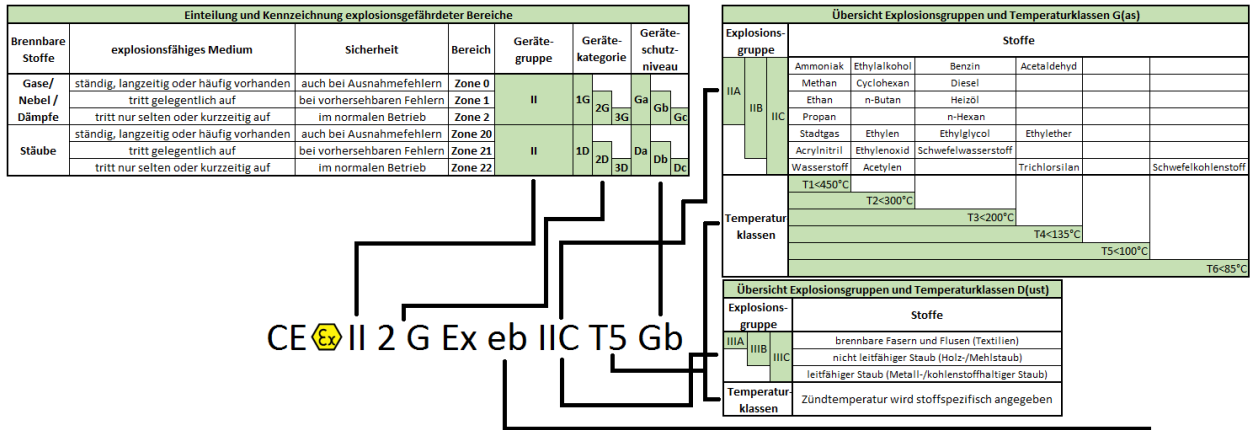 Einteilung und Kennzeichnung explosionsgefährdeter Bereiche
Brennbare Stoffe explosionsfähiges Medium Sicherheit Bereich Geräte-gruppe Geräte-kategorie Geräte-schutz-niveau
Gase/ Nebel / Dämpfe
ständig, langzeitig oder häufig vorhanden auch bei Ausnahmefehlern Zone 0
tritt gelegentlich auf bei vorhersehbaren Fehlern Zone 1
tritt nur selten oder kurzzeitig auf im normalen Betrieb Zone 2
II 1G 2G 3G Ga Gb Gc
Stäube
ständig, langzeitig oder häufig vorhanden auch bei Ausnahmefehlern Zone 20
tritt gelegentlich auf bei vorhersehbaren Fehlern Zone 21
tritt nur selten oder kurzzeitig auf im normalen Betrieb Zone 22
II 1D 2D 3D Da Db Dc
Übersicht Explosionsgruppen und Temperaturklassen G(as)
Explosions-gruppe Stoffe
IIA IIB IIC
Ammoniak Ethylalkohol Benzin Acetaldehyd
Methan Cyclohexan Diesel
Ethan n-Butan Heizöl
Propan n-Hexan
Stadtgas Ethylen Ethylglycol Ethylether
Acrylnitril Ethylenoxid Schwefelwasserstoff
Wasserstoff Acetylen Trichlorsilan Schwefelkohlenstoff
Temperatur klassen
T1<450°C
T2<300°C
T3<200°C
T4<135°C
T5<100°C
T6<85°C
Übersicht Explosionsgruppen und Temperaturklassen D(ust)
Explosions-gruppe Stoffe
IIIA IIIB IIIC
brennbare Fasern und Flusen (Textilien)
nicht leitfähiger Staub (Holz-/Mehlstaub)
leitfähiger Staub (Metall-/kohlenstoffhaltiger Staub)
Temperatur-klassen Zündtemperatur wird stoffspezifisch angegeben
CE Ex II 2 G Ex eb IIC T5 Gb